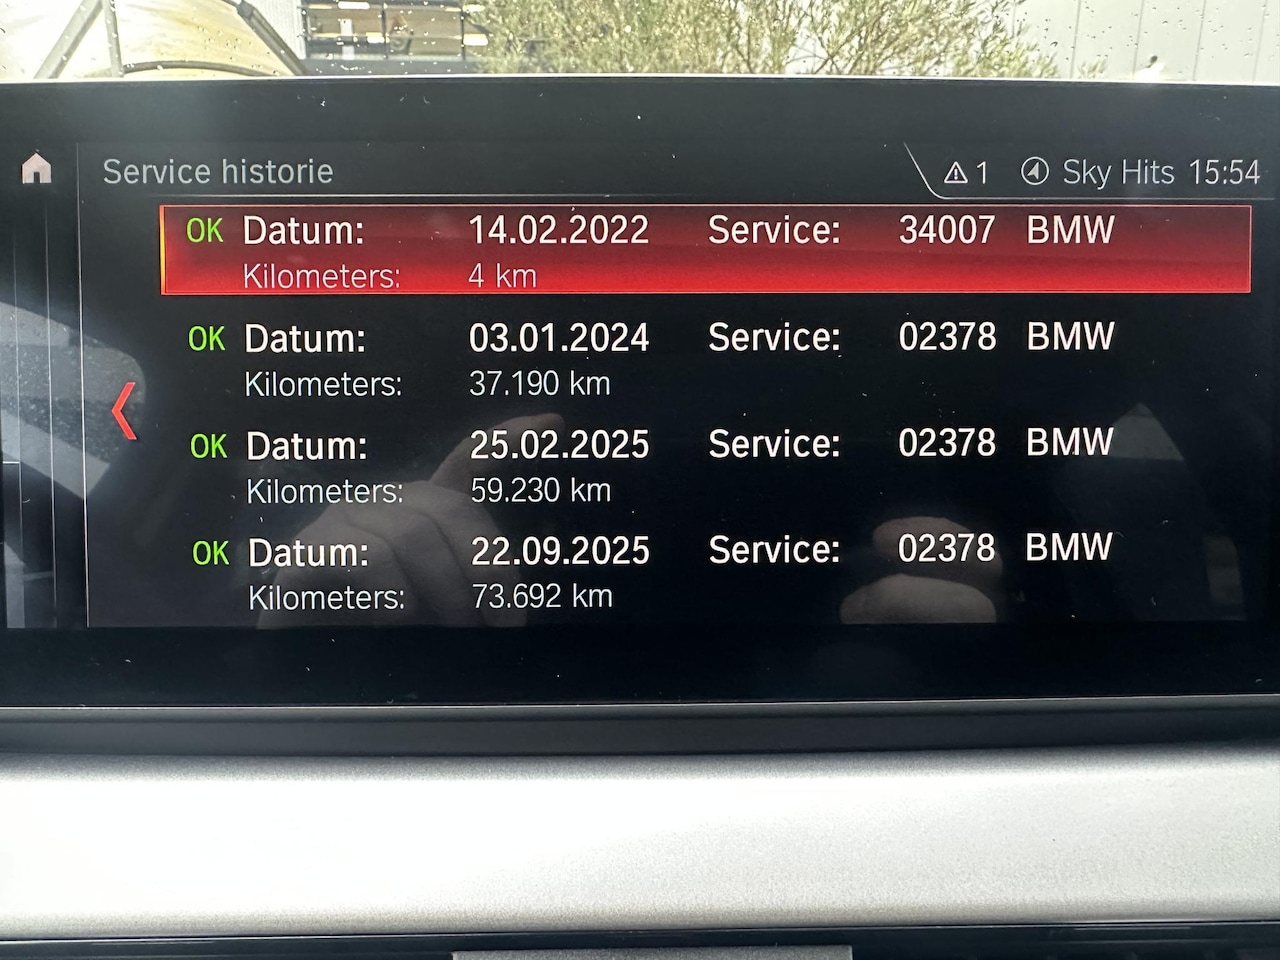 Service historie
⚠ 1 Sky Hits 15:54
OK Datum: 14.02.2022 Service: 34007 BMW
Kilometers: 4 km
OK Datum: 03.01.2024 Service: 02378 BMW
Kilometers: 37.190 km
OK Datum: 25.02.2025 Service: 02378 BMW
Kilometers: 59.230 km
OK Datum: 22.09.2025 Service: 02378 BMW
Kilometers: 73.692 km